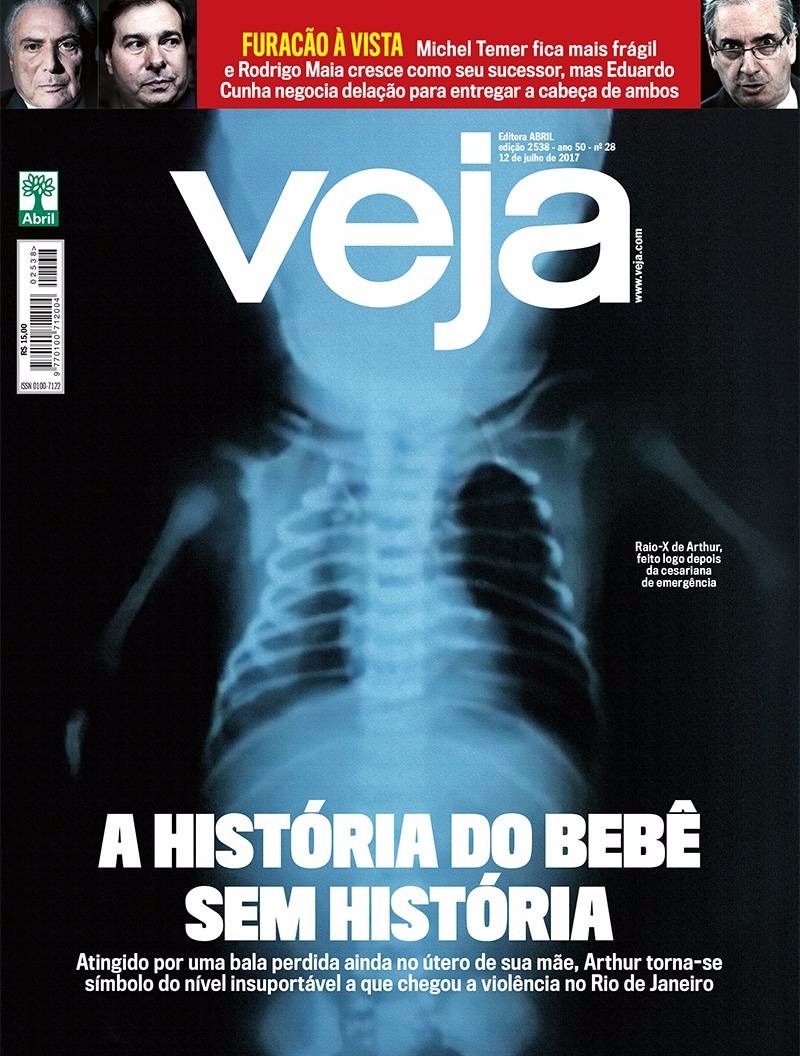 FURACÃO À VISTA Michel Temer fica mais frágil
e Rodrigo Maia cresce como seu sucessor, mas Eduardo
Cunha negocia delação para entregar a cabeça de ambos
Editora ABRIL
edição 2538 - ano 50 - nº 28
12 de julho de 2017
veja
www.veja.com
Abril
02538>
R$ 15,00
9 770100 712004
ISSN 0100-7122
Raio-X de Arthur,
feito logo depois
da cesariana
de emergência
A HISTÓRIA DO BEBÊ
SEM HISTÓRIA
Atingido por uma bala perdida ainda no útero de sua mãe, Arthur torna-se
símbolo do nível insuportável a que chegou a violência no Rio de Janeiro